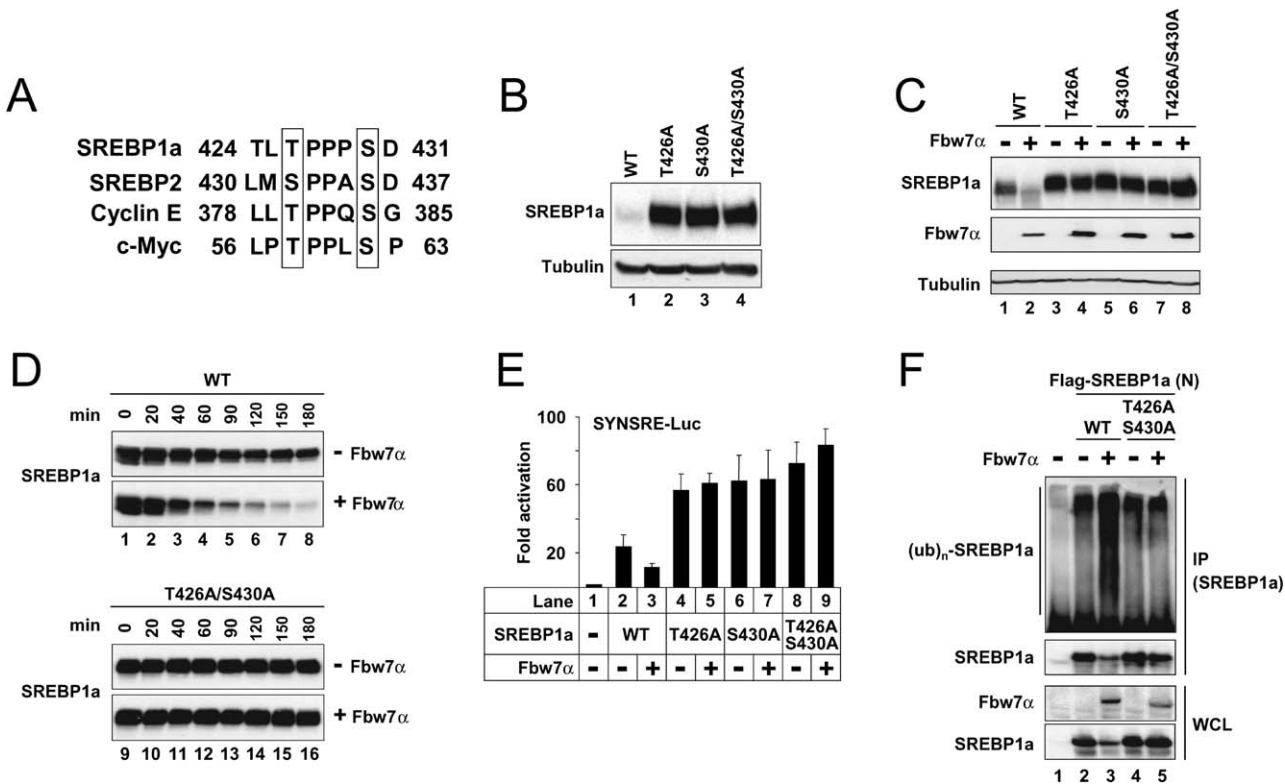 A
SREBP1a 424 TL T PPP S D 431
SREBP2 430 LM S PPA S D 437
Cyclin E 378 LL T PPQ S G 385
c-Myc 56 LP T PPL S P 63
B
WT T426A S430A T426A/S430A
SREBP1a
Tubulin
1 2 3 4
C
WT T426A S430A T426A/S430A
Fbw7α - + - + - + - +
SREBP1a
Fbw7α
Tubulin
1 2 3 4 5 6 7 8
D
WT
min 0 20 40 60 90 120 150 180
SREBP1a
- Fbw7α
+ Fbw7α
1 2 3 4 5 6 7 8
T426A/S430A
min 0 20 40 60 90 120 150 180
SREBP1a
- Fbw7α
+ Fbw7α
9 10 11 12 13 14 15 16
E
SYNSRE-Luc
Fold activation
100
80
60
40
20
Lane 1 2 3 4 5 6 7 8 9
SREBP1a - WT T426A S430A T426A S430A
Fbw7α - - + - + - + - +
F
Flag-SREBP1a (N)
WT T426A S430A
Fbw7α - - + - +
(ub)n-SREBP1a
IP
(SREBP1a)
SREBP1a
Fbw7α
WCL
SREBP1a
1 2 3 4 5